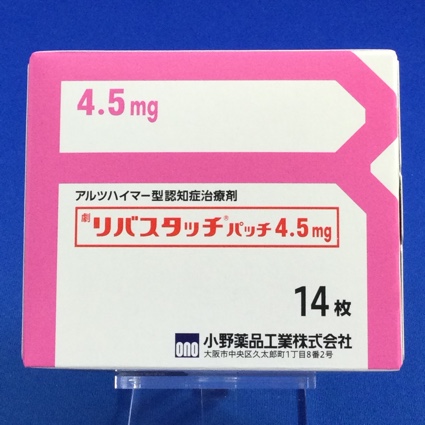 4.5mg
アルツハイマー型認知症治療剤
劇 リバスタッチ®パッチ4.5mg
14枚
ono 小野薬品工業株式会社
大阪市中央区久太郎町1丁目8番2号